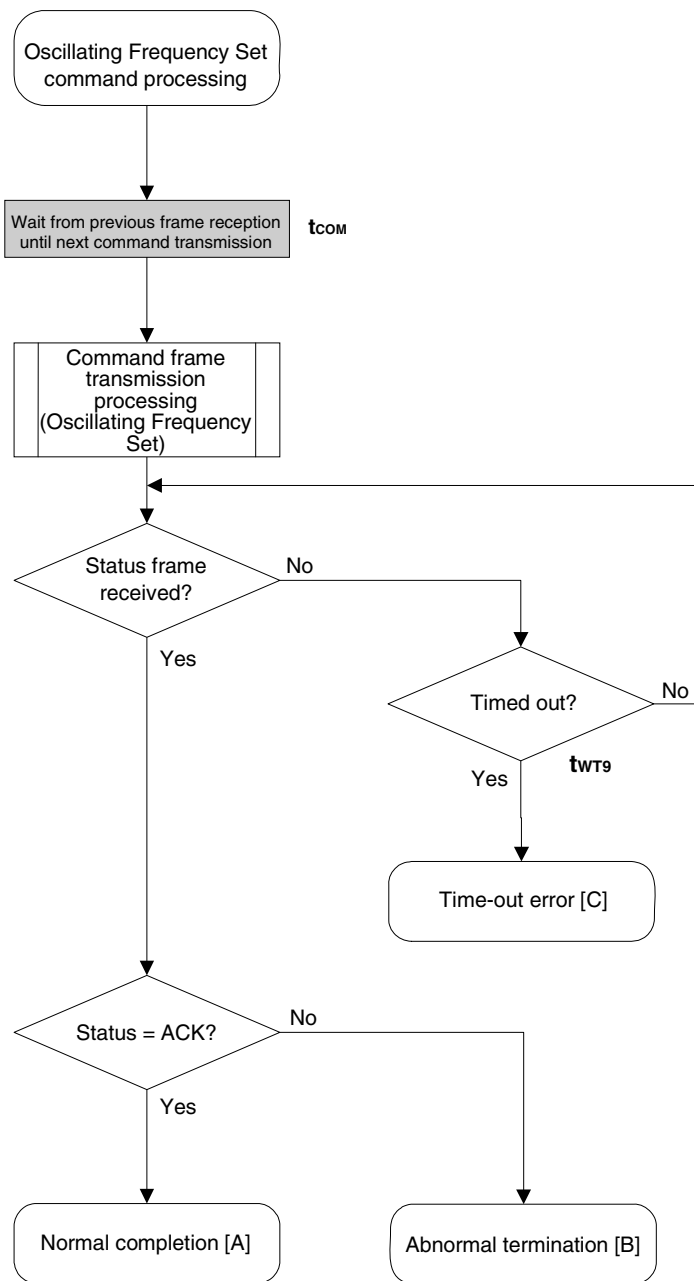 Oscillating Frequency Set
command processing
Wait from previous frame reception
until next command transmission
tCOM
Command frame
transmission
processing
(Oscillating Frequency
Set)
Status frame
received?
No
Yes
Timed out?
No
tWT9
Yes
Time-out error [C]
Status = ACK?
No
Yes
Normal completion [A]
Abnormal termination [B]